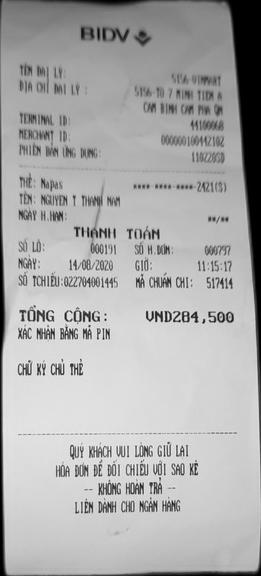 BIDV
TÊN ĐẠI LÝ: 5156-VINMART
ĐỊA CHỈ ĐẠI LÝ : 5156-TO 7 MINH TIEN A
CAM BINH CAM PHA QN
TERMINAL ID: 44100068
MERCHANT ID: 000000100442102
PHIÊN BẢN ỨNG DỤNG: 110220SD
THẺ: Napas **** **** **** 2421(S)
TÊN: NGUYEN T THANH NAM
NGÀY H.HẠN: **/**
THANH TOÁN
SỐ LÔ: 000191 SỐ H.ĐƠN: 000797
NGÀY: 14/08/2020 GIỜ: 11:15:17
SỐ TCHIẾU:022704001445 MÃ CHUẨN CHI: 517414
TỔNG CỘNG: VND284,500
XÁC NHẬN BẰNG MÃ PIN
CHỮ KÝ CHỦ THẺ
QUÝ KHÁCH VUI LÒNG GIỮ LẠI
HÓA ĐƠN ĐỂ ĐỐI CHIẾU VỚI SAO KÊ
-- KHÔNG HOÀN TRẢ --
LIÊN DÀNH CHO NGÂN HÀNG